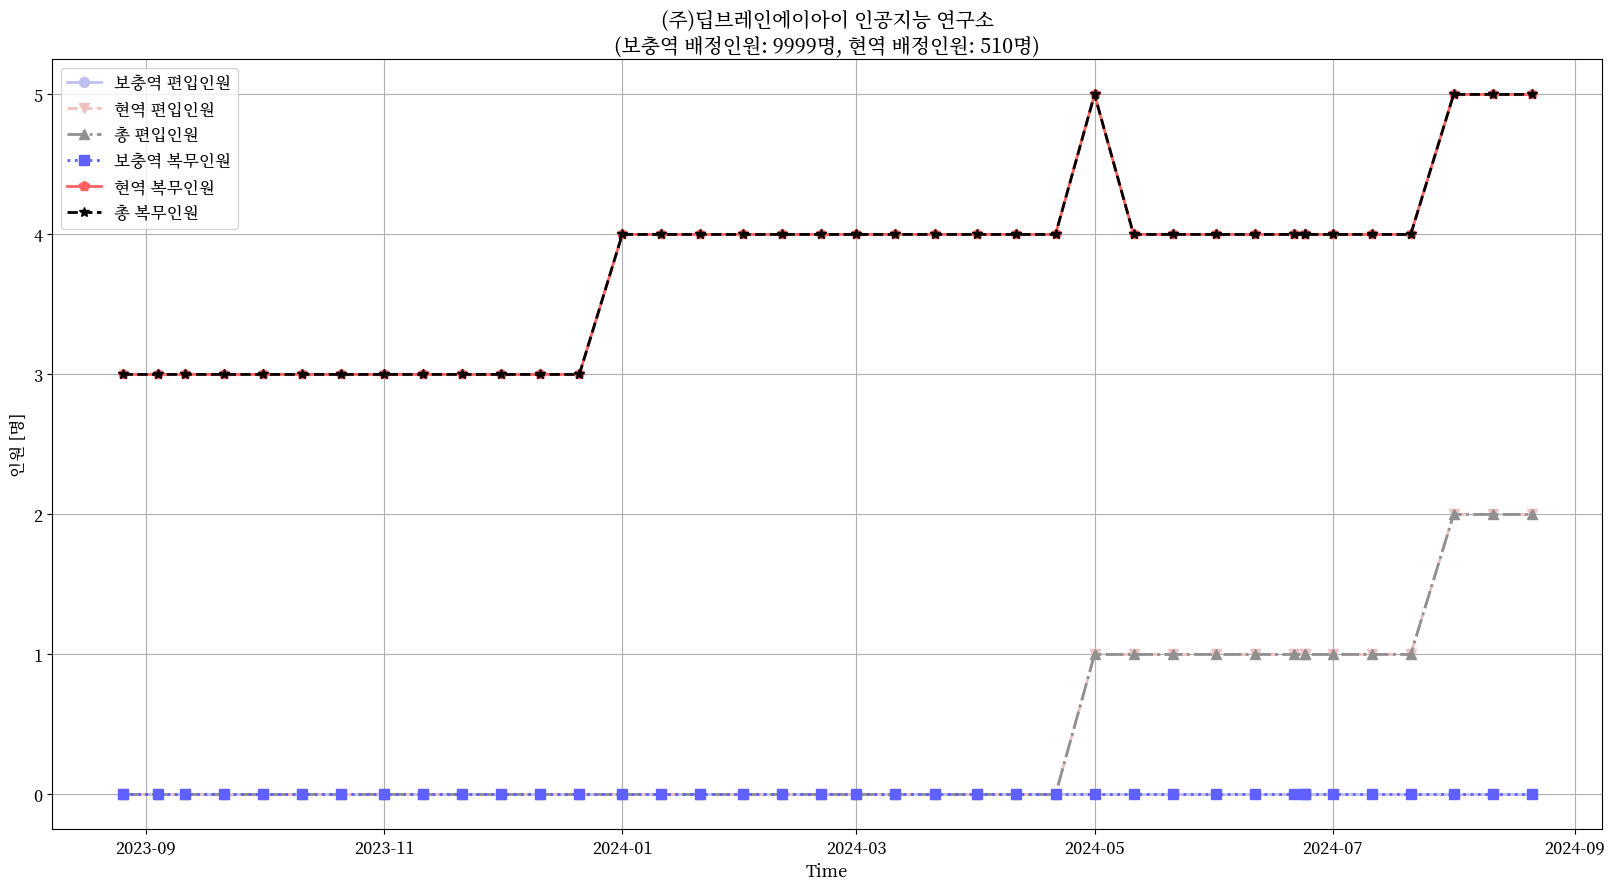 (주)딥브레인에이아이 인공지능 연구소
(보충역 배정인원: 9999명, 현역 배정인원: 510명)
보충역 편입인원
현역 편입인원
총 편입인원
보충역 복무인원
현역 복무인원
총 복무인원
5
4
3
2
1
0
인원 [명]
2023-09
2023-11
2024-01
2024-03
2024-05
2024-07
2024-09
Time